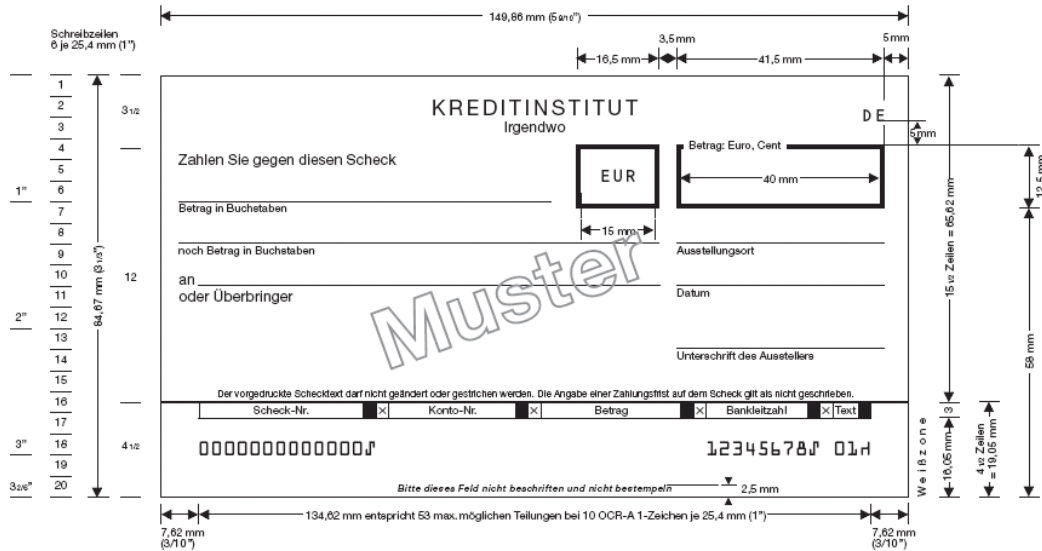 149,86 mm (5 9/10")
Schreibzeilen
6 je 25,4 mm (1")
3,5 mm
5 mm
16,5 mm
41,5 mm
1
2
3
4
5
6
7
8
9
10
11
12
13
14
15
16
17
18
19
20
1"
2"
3"
3 2/6"
84,67 mm (3 1/3")
3 1/2
12
4 1/2
KREDITINSTITUT
Irgendwo
DE
5 mm
Zahlen Sie gegen diesen Scheck
EUR
Betrag: Euro, Cent
40 mm
Betrag in Buchstaben
15 mm
noch Betrag in Buchstaben
Ausstellungsort
an
oder Überbringer
Datum
Muster
Unterschrift des Ausstellers
Der vorgedruckte Schecktext darf nicht geändert oder gestrichen werden. Die Angabe einer Zahlungsfrist auf dem Scheck gilt als nicht geschrieben.
Scheck-Nr. X Konto-Nr. X Betrag X Bankleitzahl X Text
0000000000000⑀ 12345678⑀ 01⑁
Bitte dieses Feld nicht beschriften und nicht bestempeln
2,5 mm
12,5 mm
15 1/2 Zeilen = 65,62 mm
58 mm
Weißzone
3
16,05 mm
4 1/2 Zeilen
= 19,05 mm
134,62 mm entspricht 53 max. möglichen Teilungen bei 10 OCR-A 1-Zeichen je 25,4 mm (1")
7,62 mm
(3/10")
7,62 mm
(3/10")